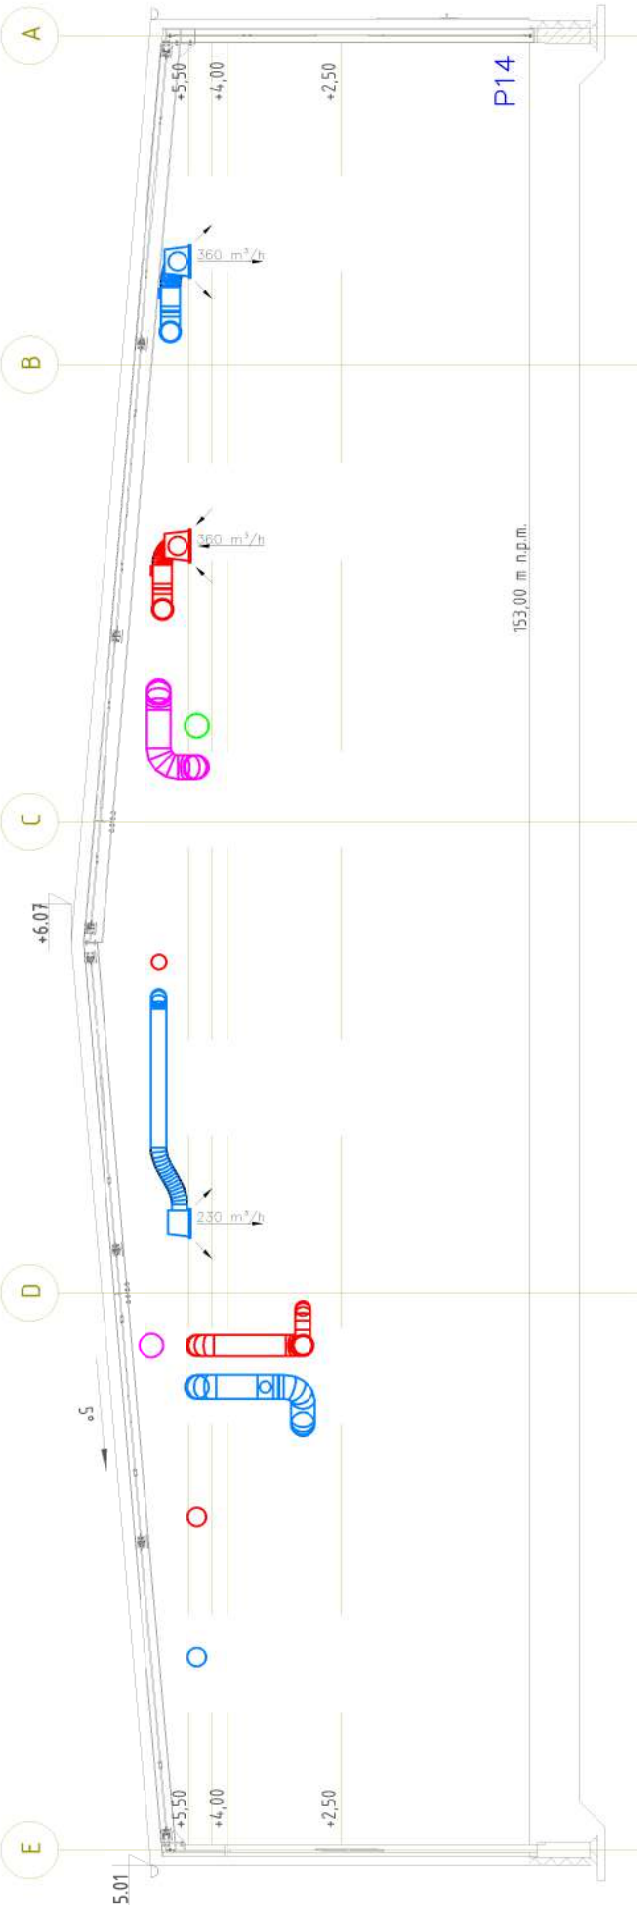 A
+5,50
+4,00
+2,50
P14
360 m³/h
B
360 m³/h
153,00 m n.p.m.
C
+6.07
230 m³/h
D
5°
+5,50
+4,00
+2,50
E
5.01